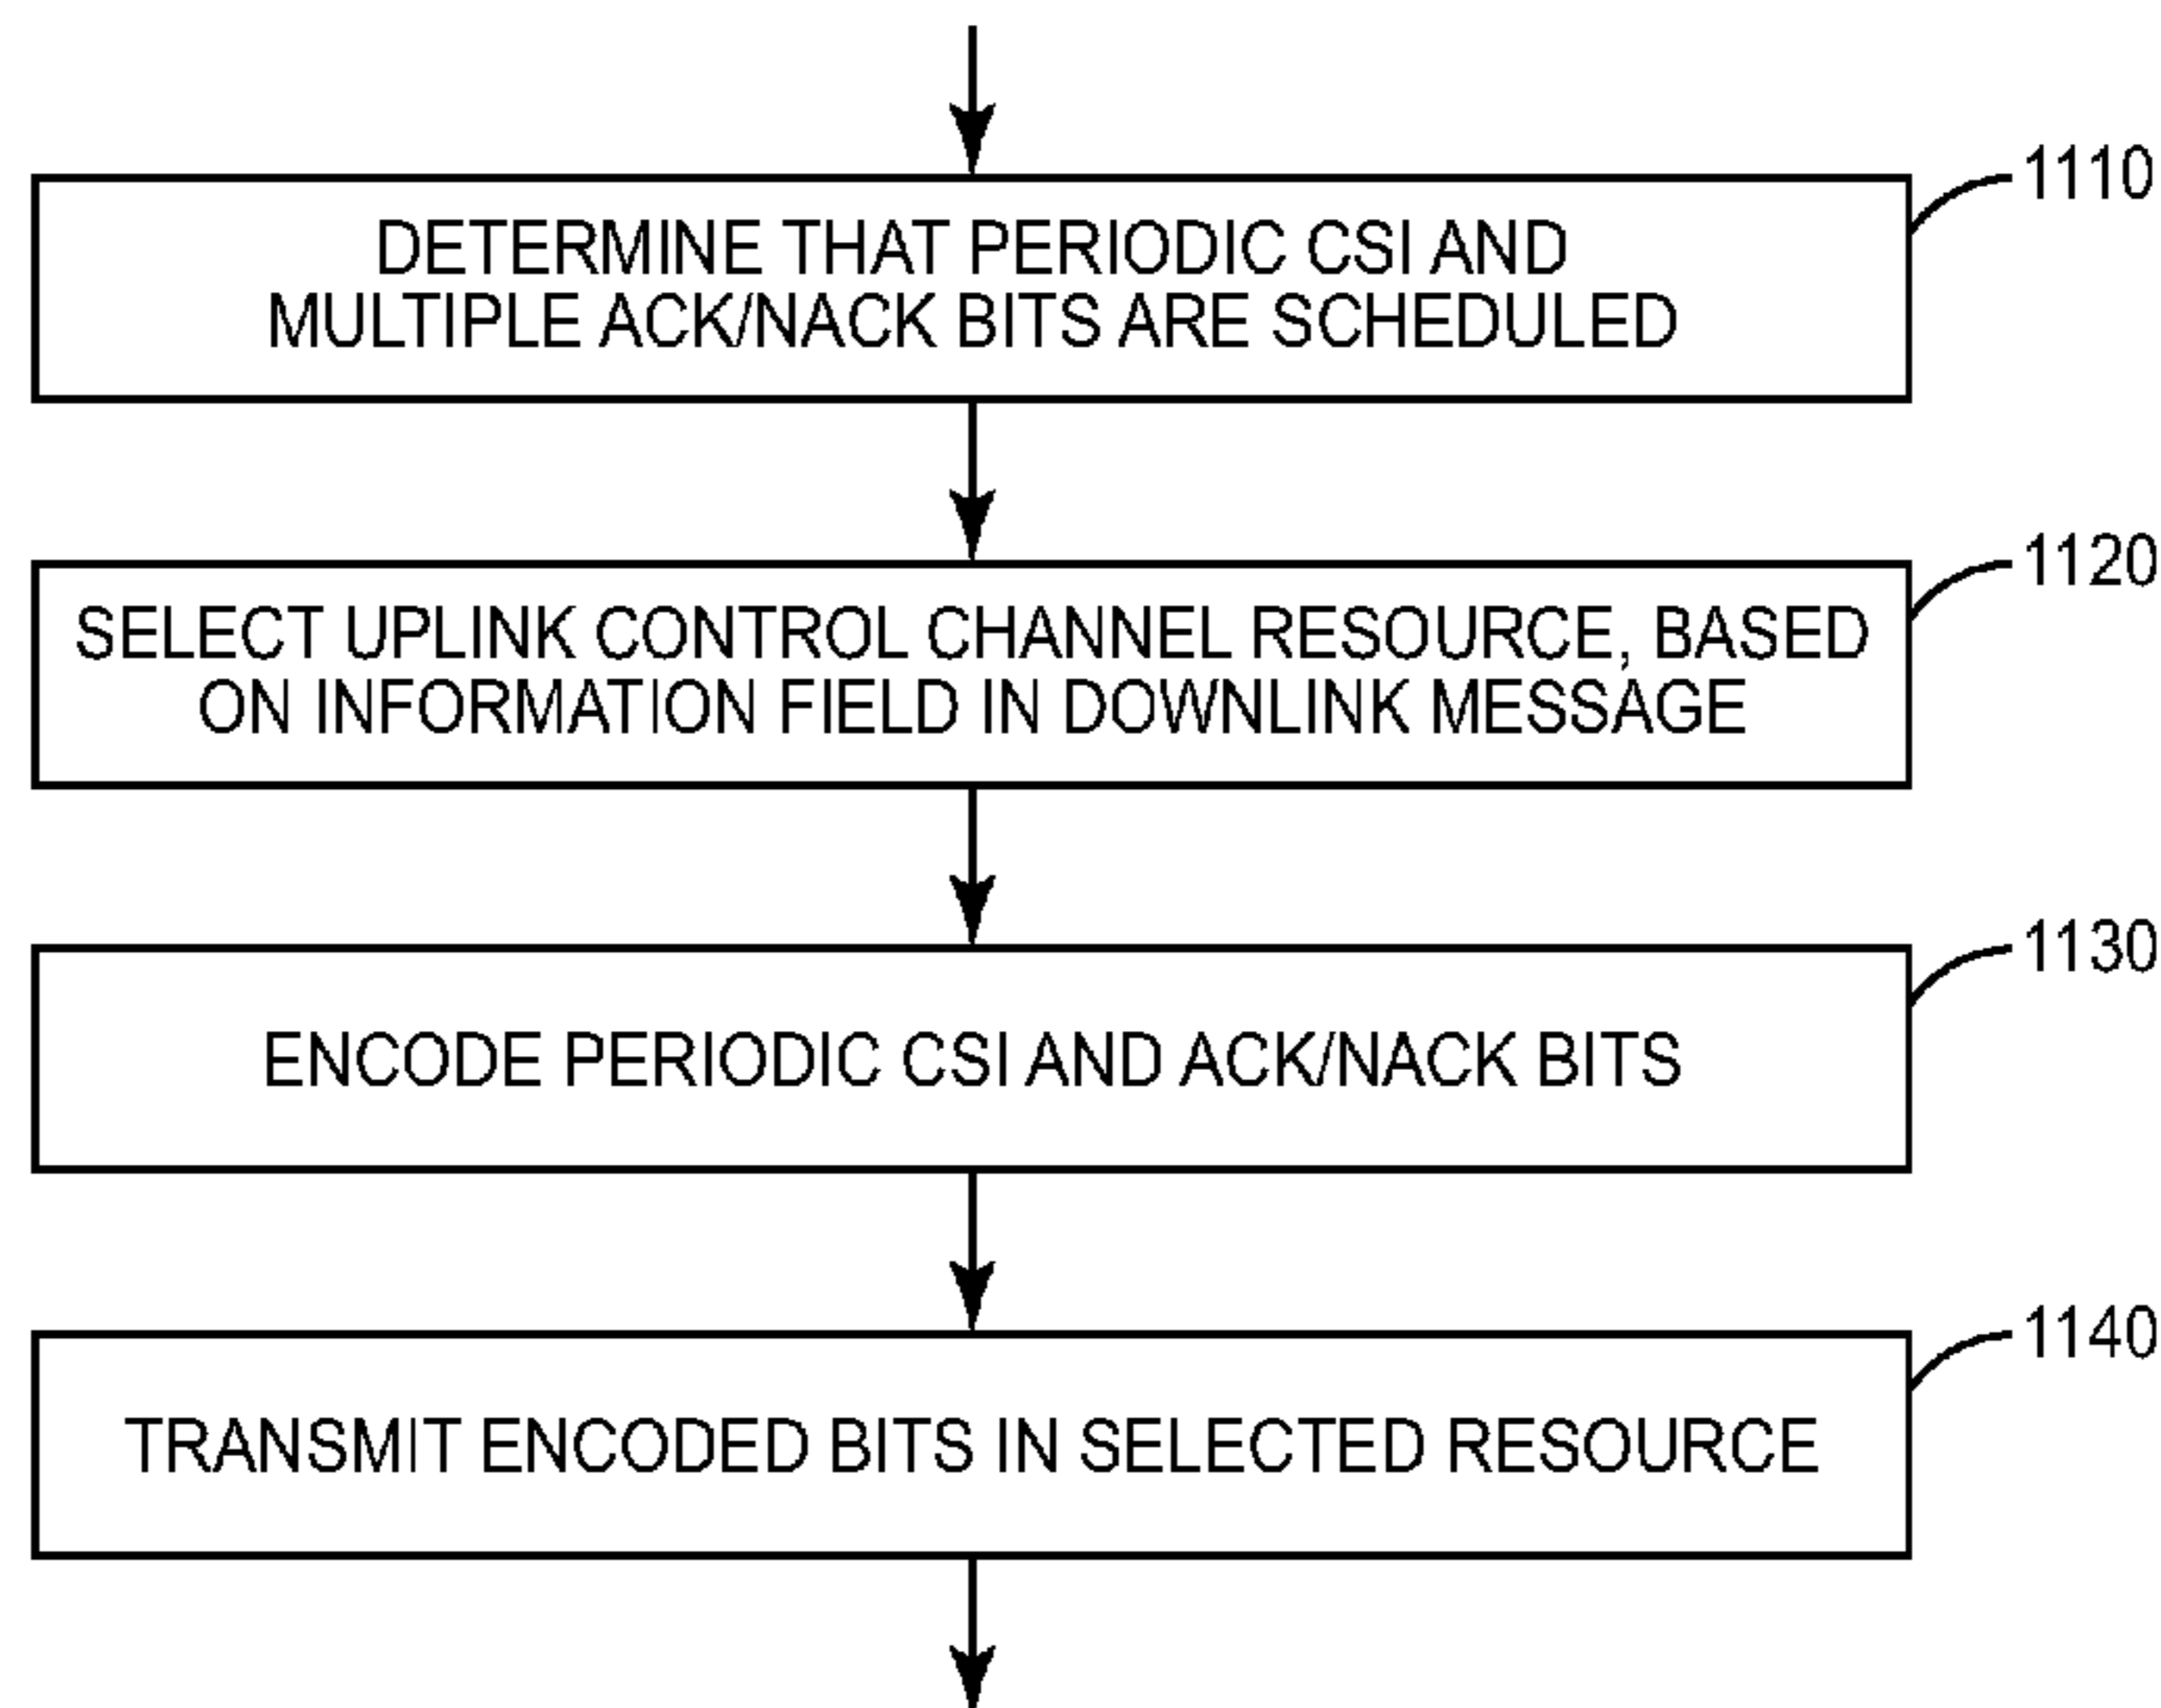 1110
DETERMINE THAT PERIODIC CSI AND
MULTIPLE ACK/NACK BITS ARE SCHEDULED
1120
SELECT UPLINK CONTROL CHANNEL RESOURCE, BASED
ON INFORMATION FIELD IN DOWNLINK MESSAGE
1130
ENCODE PERIODIC CSI AND ACK/NACK BITS
1140
TRANSMIT ENCODED BITS IN SELECTED RESOURCE